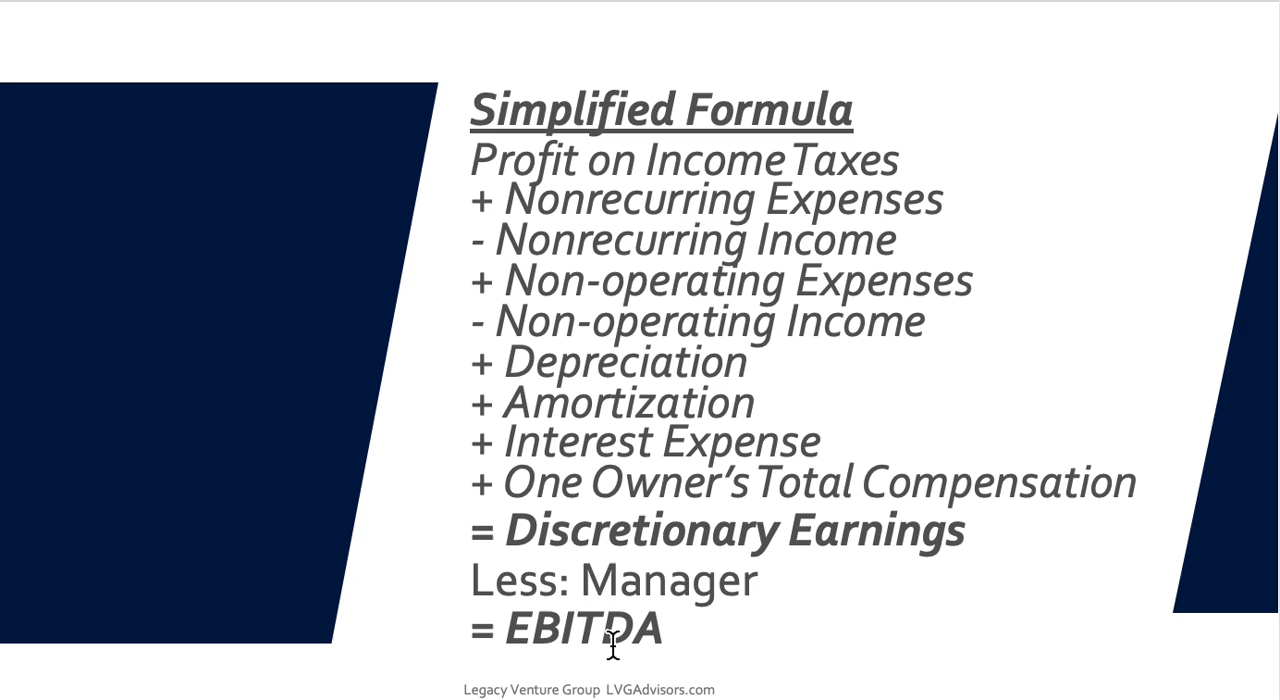 Simplified Formula
Profit on Income Taxes
+ Nonrecurring Expenses
- Nonrecurring Income
+ Non-operating Expenses
- Non-operating Income
+ Depreciation
+ Amortization
+ Interest Expense
+ One Owner’s Total Compensation
= Discretionary Earnings
Less: Manager
= EBITDA
Legacy Venture Group LVGAdvisors.com